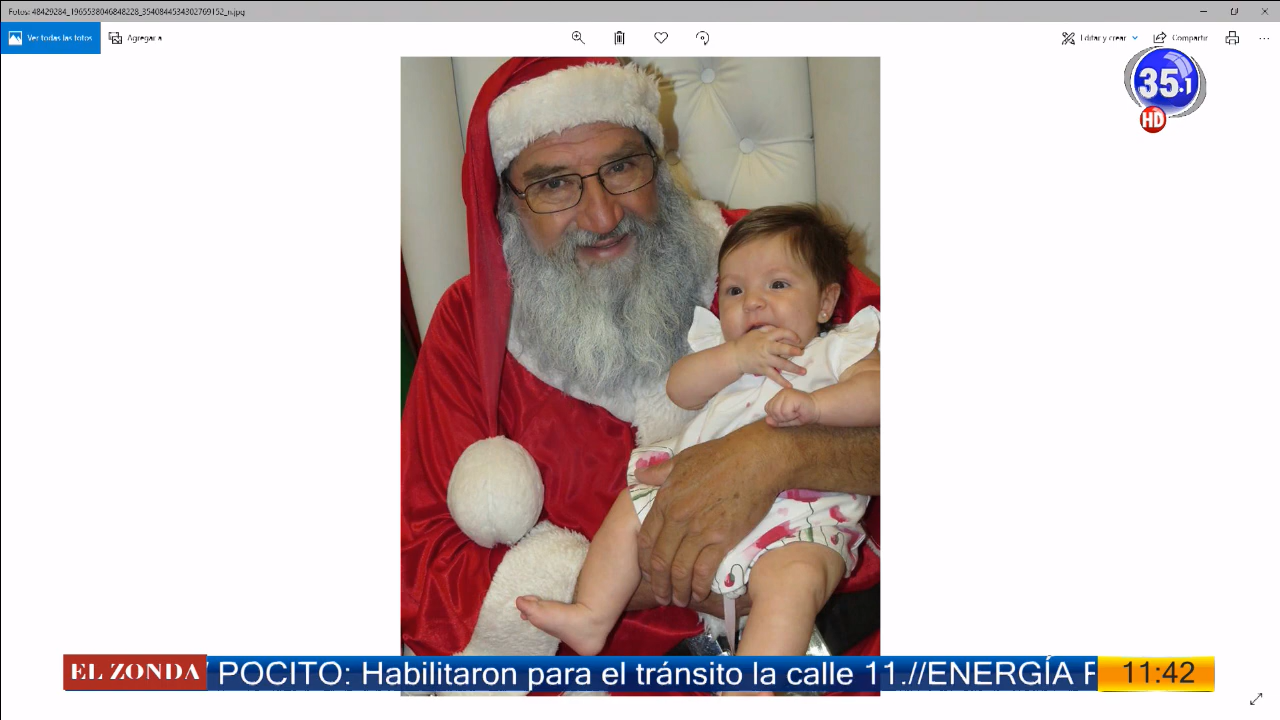 Fotos: 48429284_1965538046848228_3540844534302769152_n.jpg
Ver todas las fotos
Agregar a
Editar y crear
Compartir
35.1
HD
EL ZONDA
/ POCITO: Habilitaron para el tránsito la calle 11.//ENERGÍA
11:42